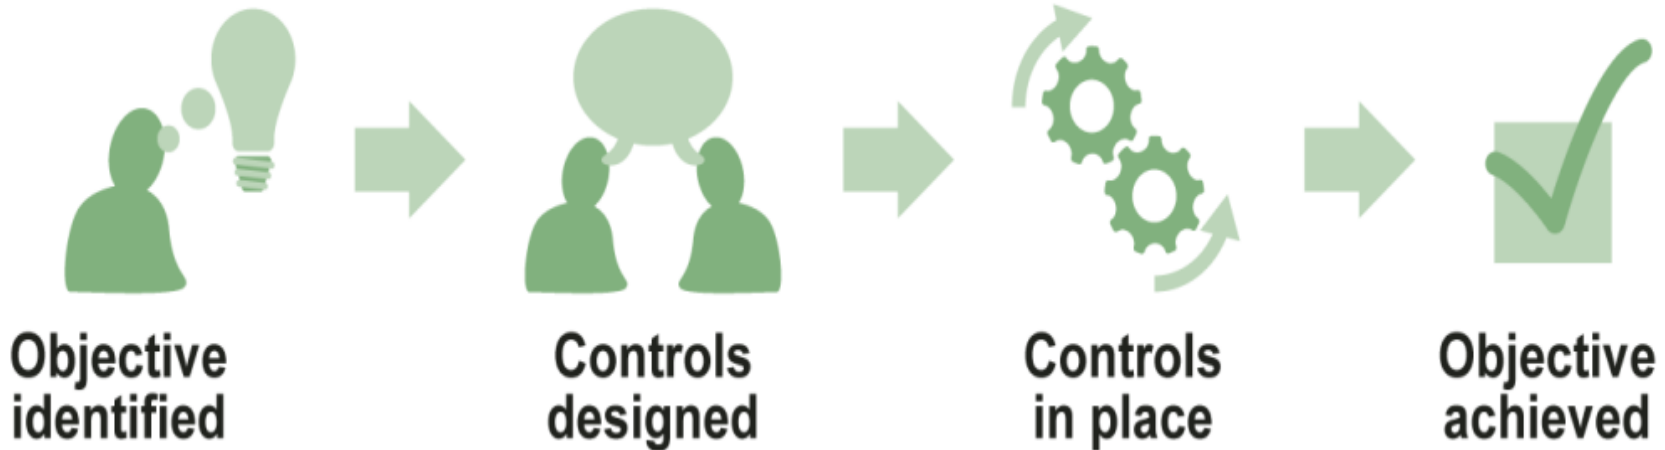 Objective
identified
Controls
designed
Controls
in place
Objective
achieved